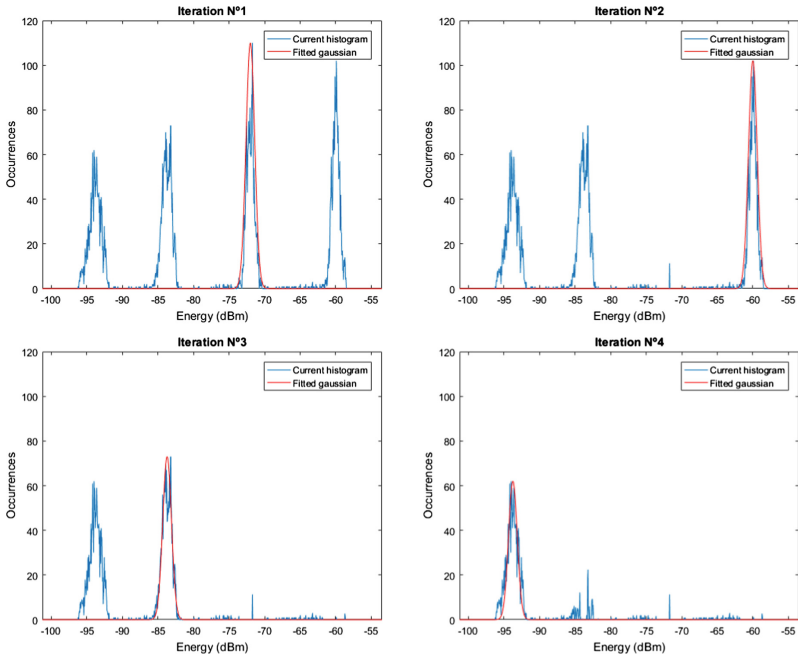 Iteration Nº1
120
100
80
60
40
20
0
Occurrences
Current histogram
Fitted gaussian
-100 -95 -90 -85 -80 -75 -70 -65 -60 -55
Energy (dBm)
Iteration Nº2
120
100
80
60
40
20
0
Occurrences
Current histogram
Fitted gaussian
-100 -95 -90 -85 -80 -75 -70 -65 -60 -55
Energy (dBm)
Iteration Nº3
120
100
80
60
40
20
0
Occurrences
Current histogram
Fitted gaussian
-100 -95 -90 -85 -80 -75 -70 -65 -60 -55
Energy (dBm)
Iteration Nº4
120
100
80
60
40
20
0
Occurrences
Current histogram
Fitted gaussian
-100 -95 -90 -85 -80 -75 -70 -65 -60 -55
Energy (dBm)